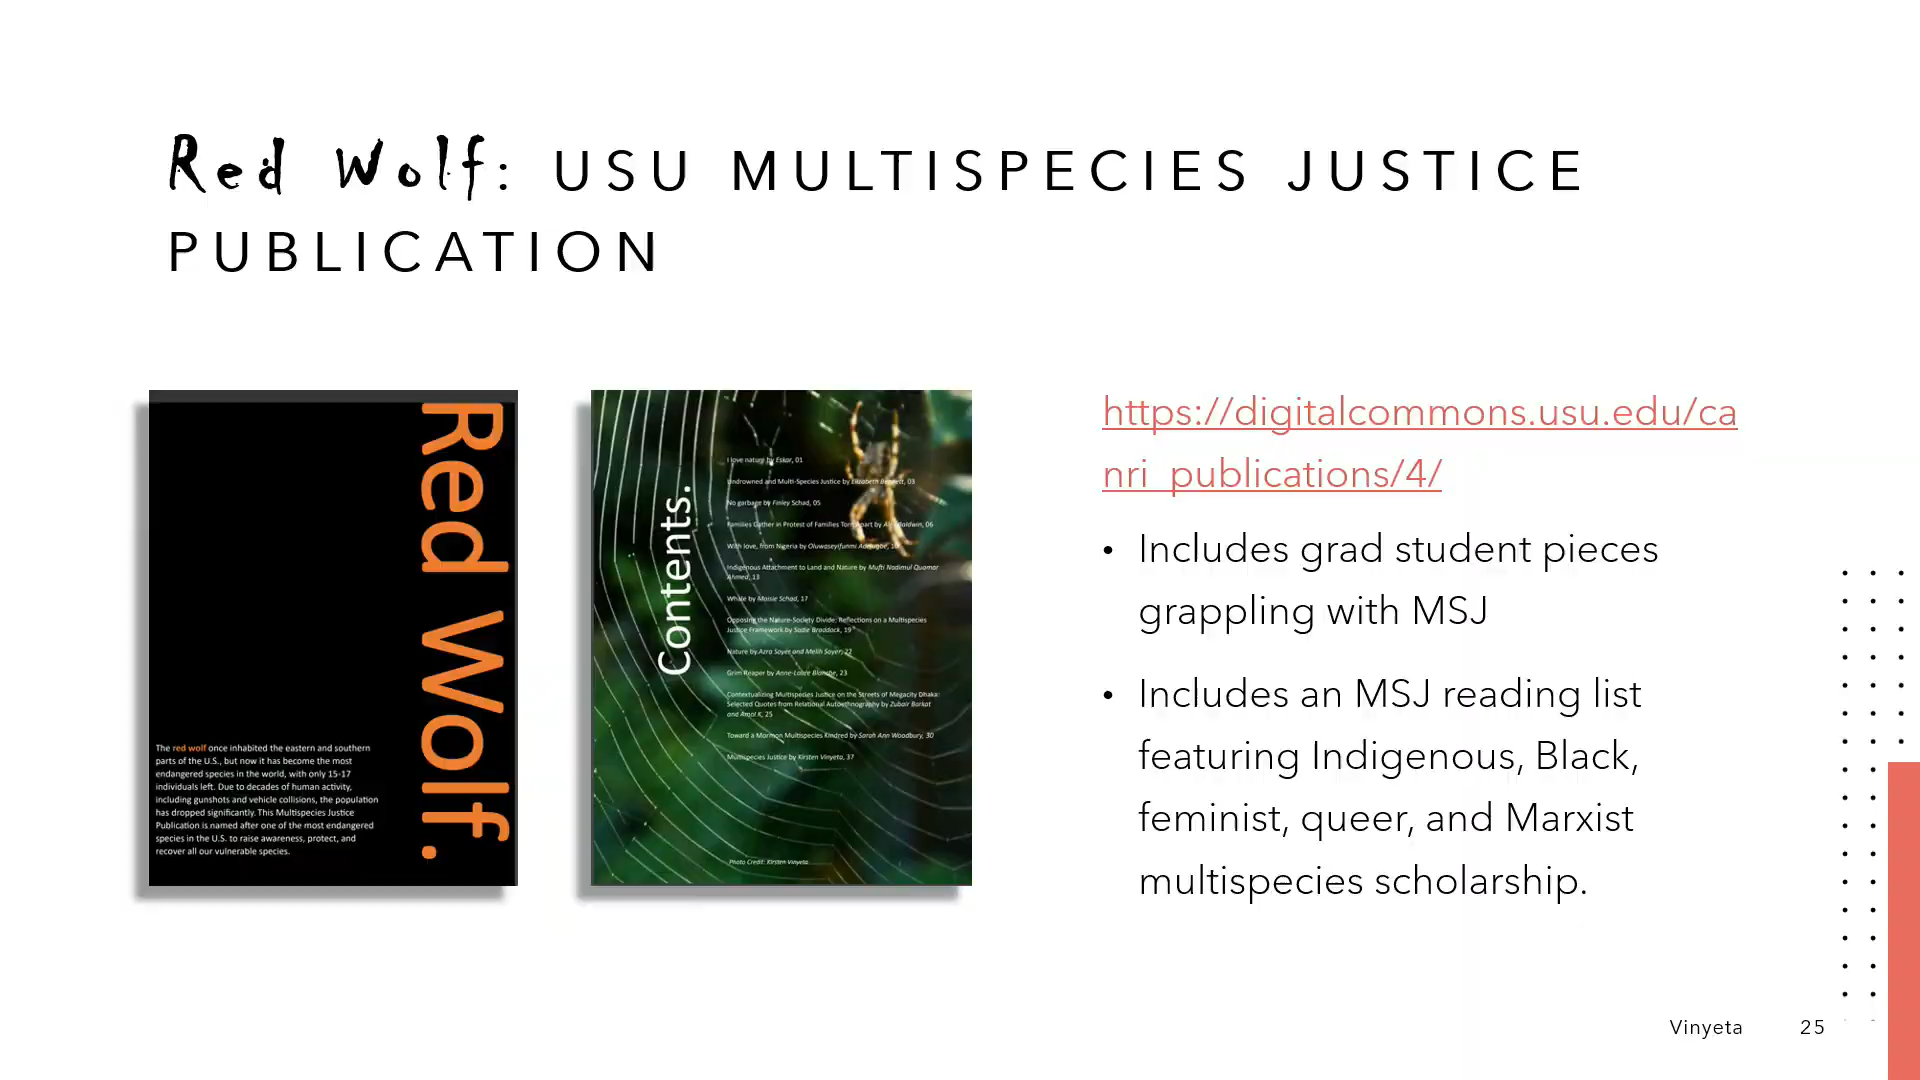 Red Wolf: USU MULTISPECIES JUSTICE
PUBLICATION
Red Wolf.
The red wolf once inhabited the eastern and southern
parts of the U.S., but now it has become the most
endangered species in the world, with only 15-17
individuals left. Due to decades of human activity,
including gunshots and vehicle collisions, the population
has dropped significantly. This Multispecies Justice
Publication is named after one of the most endangered
species in the U.S. to raise awareness, protect, and
recover all our vulnerable species.
Contents.
I love nature by Eskar, 01
Undrowned and Multi-Species Justice by Elizabeth Bennett, 03
No garbage by Finley Schad, 05
Families Gather in Protest of Families Torn Apart by Baldwin, 06
With love, from Nigeria by Oluwaseyifunmi
Indigenous Attachment to Land and Nature by Mufti Nadimul Quamar
Ahmed, 13
Whale by Maisie Schad, 17
Opposing the Nature-Society Divide: Reflections on a Multispecies
Justice Framework by Sadie Braddock, 19
Nature by Azra Sayer and Melih Sayer, 22
Grim Reaper by Anne-Laure Blanche, 23
Contextualizing Multispecies Justice on the Streets of Megacity Dhaka:
Selected Quotes from Relational Autoethnography by Zubair Barkat
and Amol K, 25
Toward a Mormon Multispecies Kindred by Sarah Ann Woodbury, 30
Multispecies Justice by Kirsten Vinyeta, 37
Photo Credit: Kirsten Vinyeta
https://digitalcommons.usu.edu/ca
nri_publications/4/
• Includes grad student pieces
grappling with MSJ
• Includes an MSJ reading list
featuring Indigenous, Black,
feminist, queer, and Marxist
multispecies scholarship.
Vinyeta 25